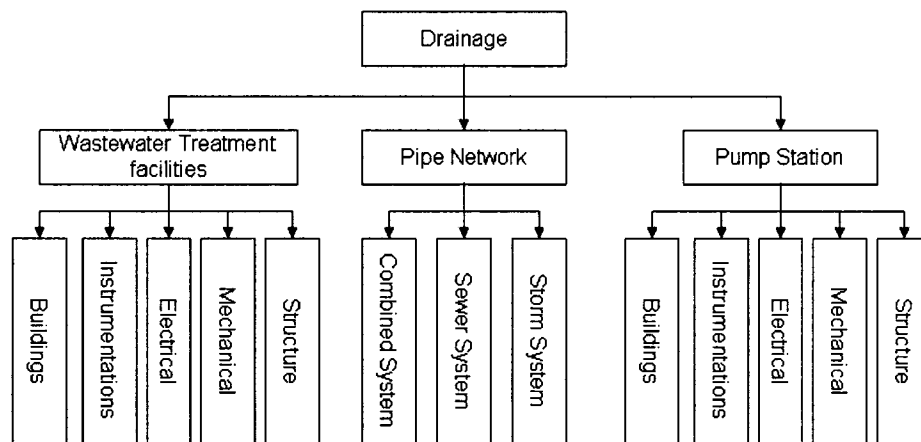 Drainage
Wastewater Treatment
facilities
Pipe Network
Pump Station
Buildings
Instrumentations
Electrical
Mechanical
Structure
Combined System
Sewer System
Storm System
Buildings
Instrumentations
Electrical
Mechanical
Structure